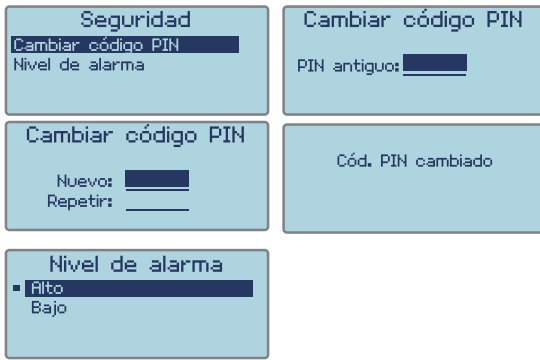 Seguridad
Cambiar código PIN
Nivel de alarma
Cambiar código PIN
PIN antiguo:
Cambiar código PIN
Nuevo:
Repetir:
Cód. PIN cambiado
Nivel de alarma
Alto
Bajo